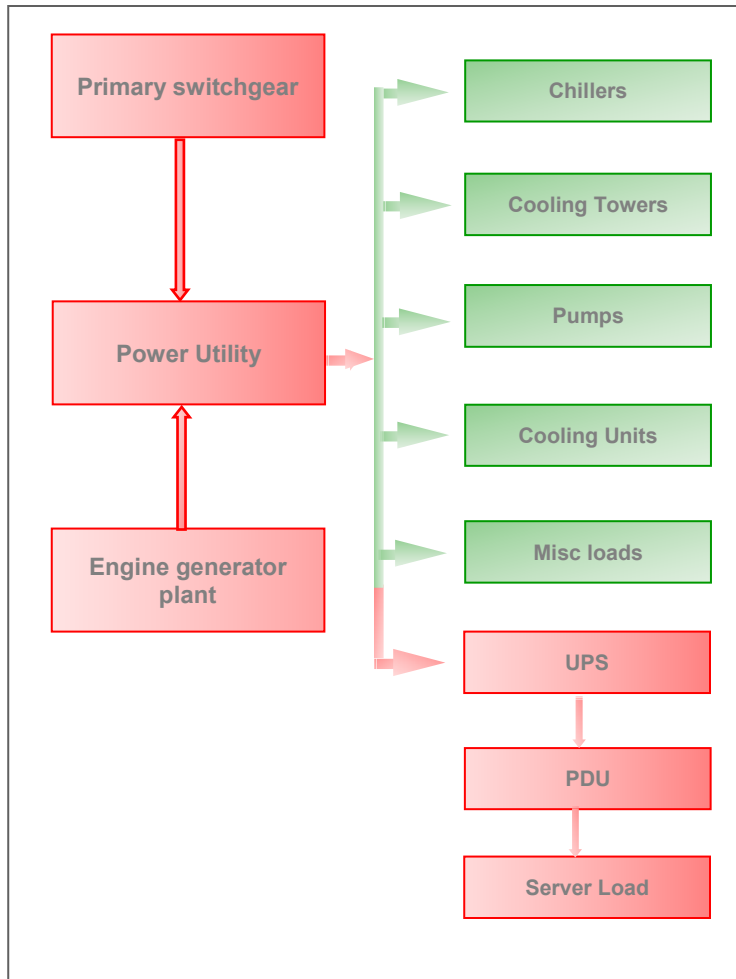 Primary switchgear
Power Utility
Engine generator
plant
Chillers
Cooling Towers
Pumps
Cooling Units
Misc loads
UPS
PDU
Server Load